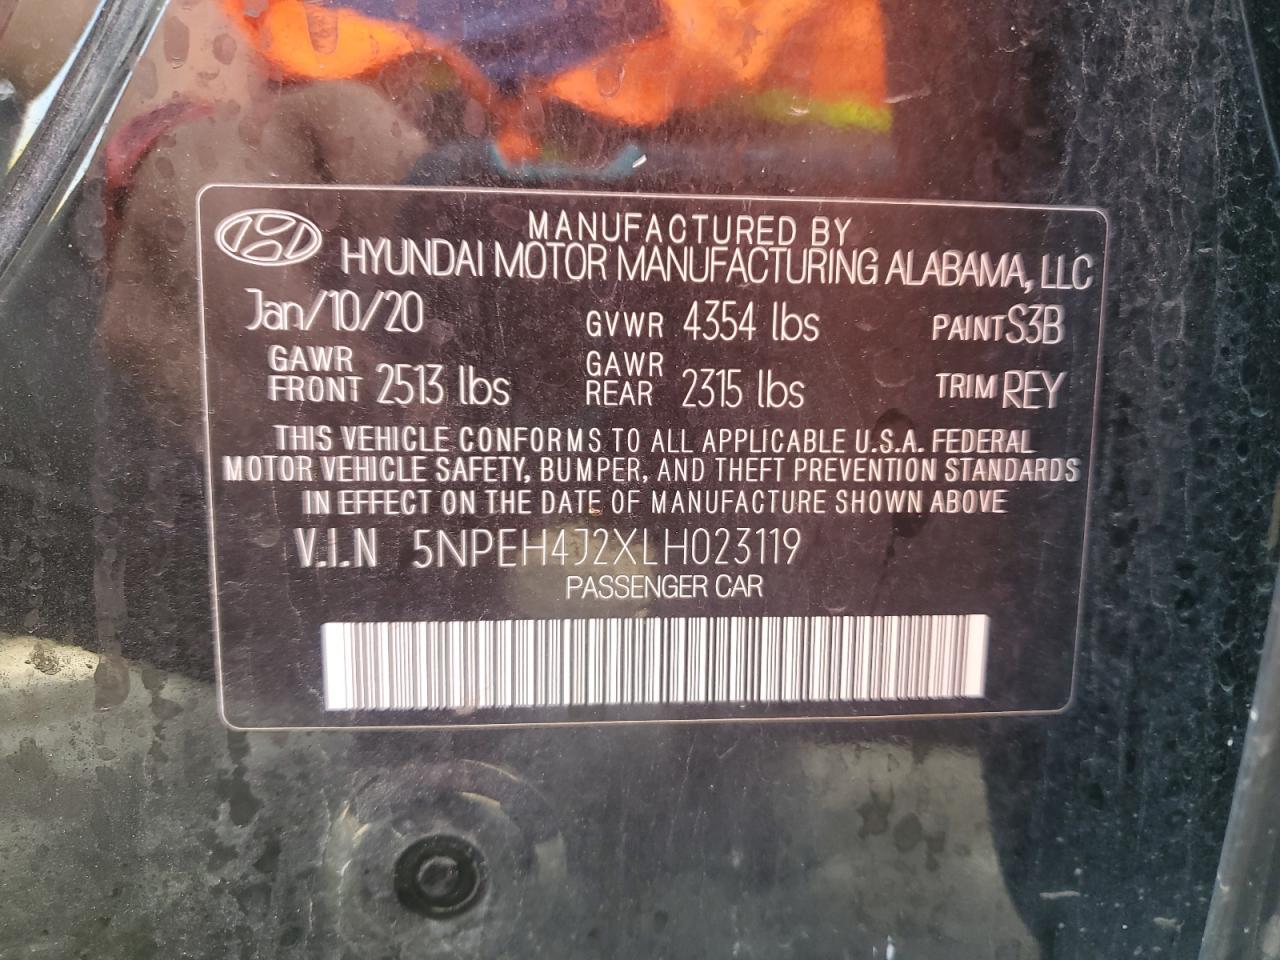 MANUFACTURED BY
HYUNDAI MOTOR MANUFACTURING ALABAMA, LLC
Jan/10/20 GVWR 4354 lbs PAINT S3B
GAWR FRONT 2513 lbs GAWR REAR 2315 lbs TRIM REY
THIS VEHICLE CONFORMS TO ALL APPLICABLE U.S.A. FEDERAL
MOTOR VEHICLE SAFETY, BUMPER, AND THEFT PREVENTION STANDARDS
IN EFFECT ON THE DATE OF MANUFACTURE SHOWN ABOVE
V.I.N 5NPEH4J2XLH023119
PASSENGER CAR